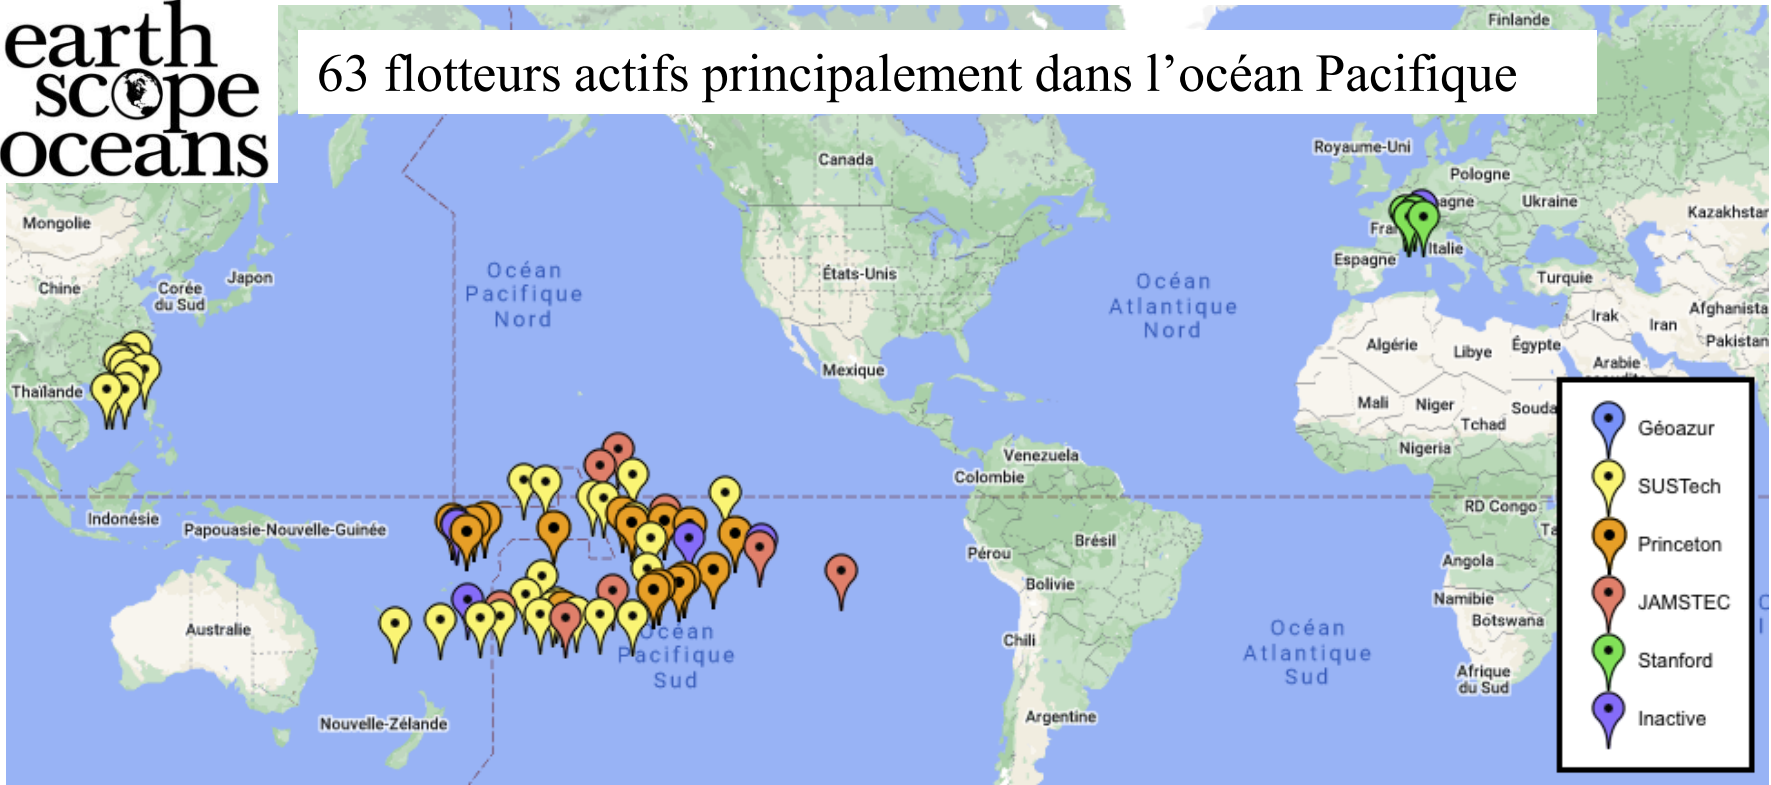 earth
scope
oceans
63 flotteurs actifs principalement dans l'océan Pacifique
Finlande
Royaume-Uni
Canada
Pologne
Ukraine
Kazakhstan
Mongolie
Italie
Espagne
Océan
Pacifique
Nord
États-Unis
Océan
Atlantique
Nord
Turquie
Japon
Chine
Corée
du Sud
Irak
Iran
Afghanista
Pakistan
Algérie
Libye
Égypte
Arabie
Mexique
Thaïlande
Mali
Niger
Souda
Tchad
Nigeria
Venezuela
Colombie
Indonésie
Papouasie-Nouvelle-Guinée
RD Congo
Ta
Pérou
Brésil
Angola
Bolivie
Namibie
Botswana
Australie
Océan
Pacifique
Sud
Chili
Océan
Atlantique
Sud
Afrique
du Sud
Nouvelle-Zélande
Argentine
Géoazur
SUSTech
Princeton
JAMSTEC
Stanford
Inactive